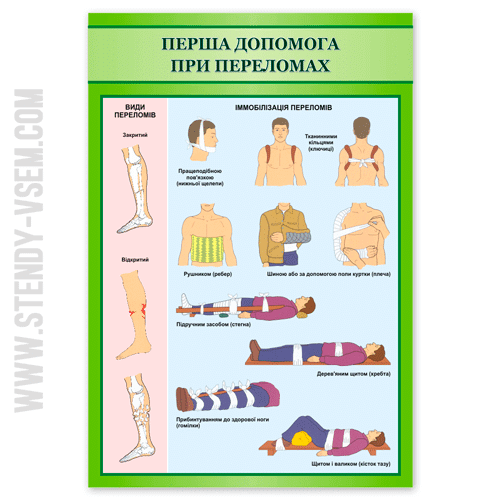 WWW.STENDY-VSEM.COM
ПЕРША ДОПОМОГА
ПРИ ПЕРЕЛОМАХ
ВИДИ
ПЕРЕЛОМІВ
Закритий
Відкритий
ІММОБІЛІЗАЦІЯ ПЕРЕЛОМІВ
Пращеподібною
пов'язкою
(нижньої щелепи)
Тканинними
кільцями
(ключиці)
Рушником (ребер)
Шиною або за допомогою поли куртки (плеча)
Підручним засобом (стегна)
Дерев'яним щитом (хребта)
Прибинтуванням до здорової ноги
(гомілки)
Щитом і валиком (кісток тазу)